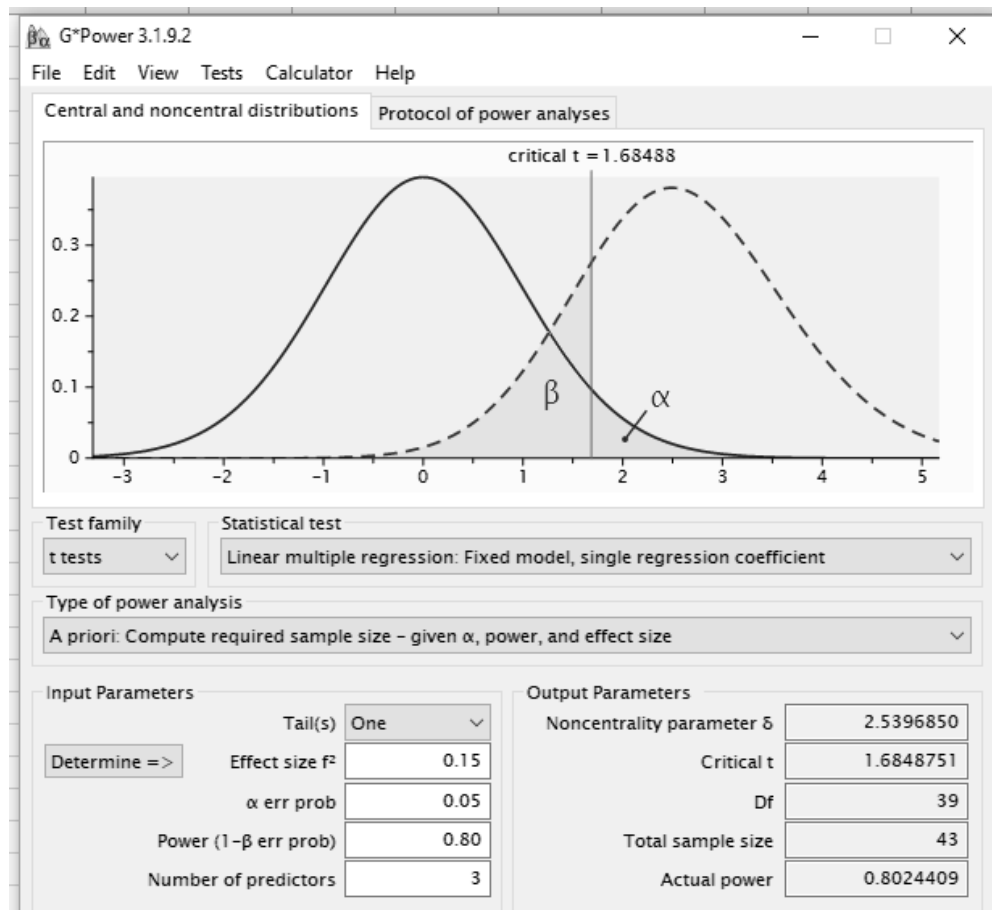 βα G*Power 3.1.9.2
File Edit View Tests Calculator Help
Central and noncentral distributions Protocol of power analyses
critical t = 1.68488
0.3
0.2
0.1
0
β
α
-3 -2 -1 0 1 2 3 4 5
Test family Statistical test
t tests Linear multiple regression: Fixed model, single regression coefficient
Type of power analysis
A priori: Compute required sample size – given α, power, and effect size
Input Parameters Output Parameters
Tail(s) One Noncentrality parameter δ 2.5396850
Determine => Effect size f² 0.15 Critical t 1.6848751
α err prob 0.05 Df 39
Power (1-β err prob) 0.80 Total sample size 43
Number of predictors 3 Actual power 0.8024409